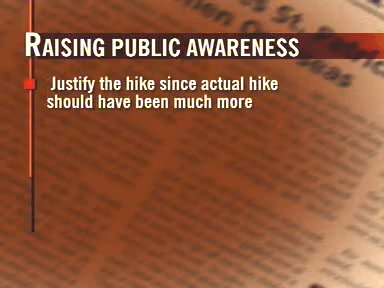 RAISING PUBLIC AWARENESS
Justify the hike since actual hike
should have been much more